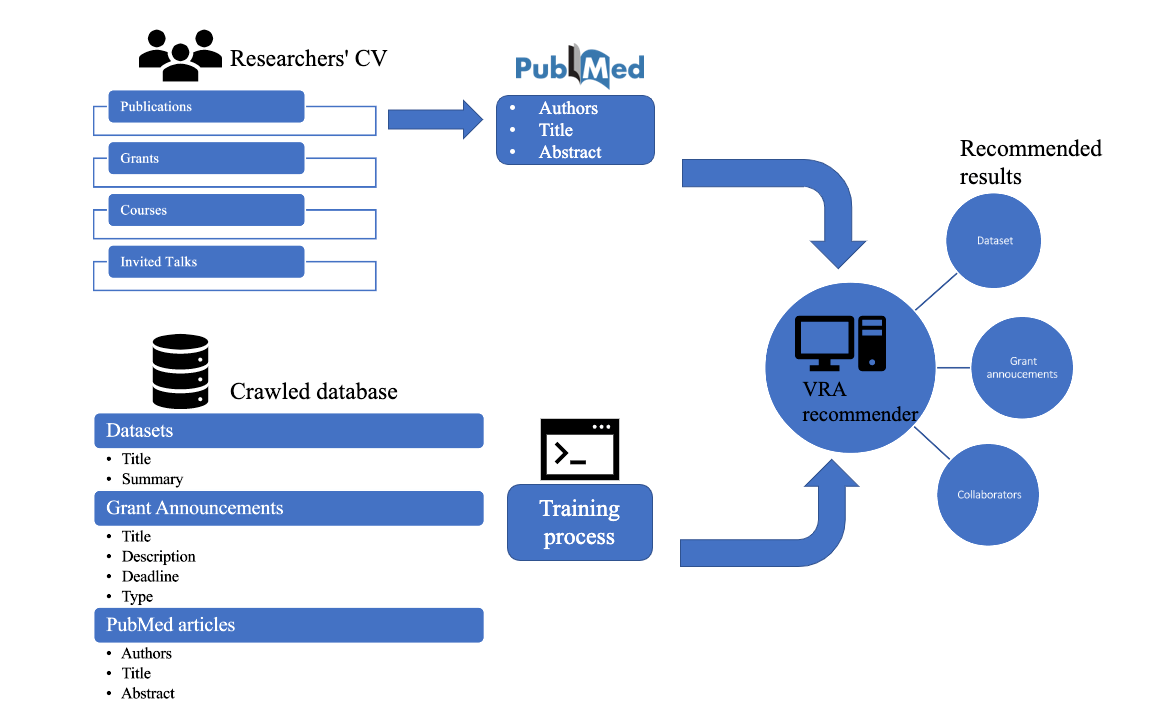 Researchers' CV
Publications
Grants
Courses
Invited Talks
PubMed
• Authors
• Title
• Abstract
Crawled database
Datasets
• Title
• Summary
Grant Announcements
• Title
• Description
• Deadline
• Type
PubMed articles
• Authors
• Title
• Abstract
>_
Training
process
VRA
recommender
Recommended
results
Dataset
Grant
annoucements
Collaborators